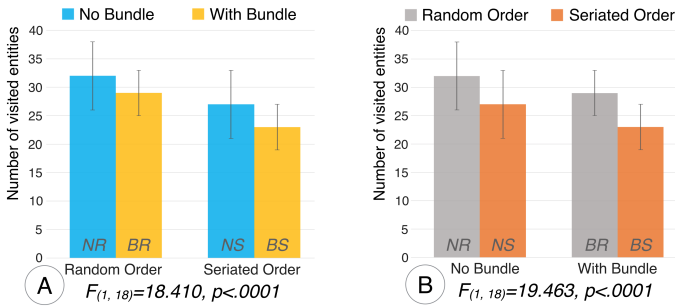 No Bundle With Bundle
Number of visited entities
40
35
30
25
20
15
10
5
0
NR BR NS BS
Random Order Seriated Order
A
F(1, 18)=18.410, p<.0001
Random Order Seriated Order
Number of visited entities
40
35
30
25
20
15
10
5
0
NR NS BR BS
No Bundle With Bundle
B
F(1, 18)=19.463, p<.0001